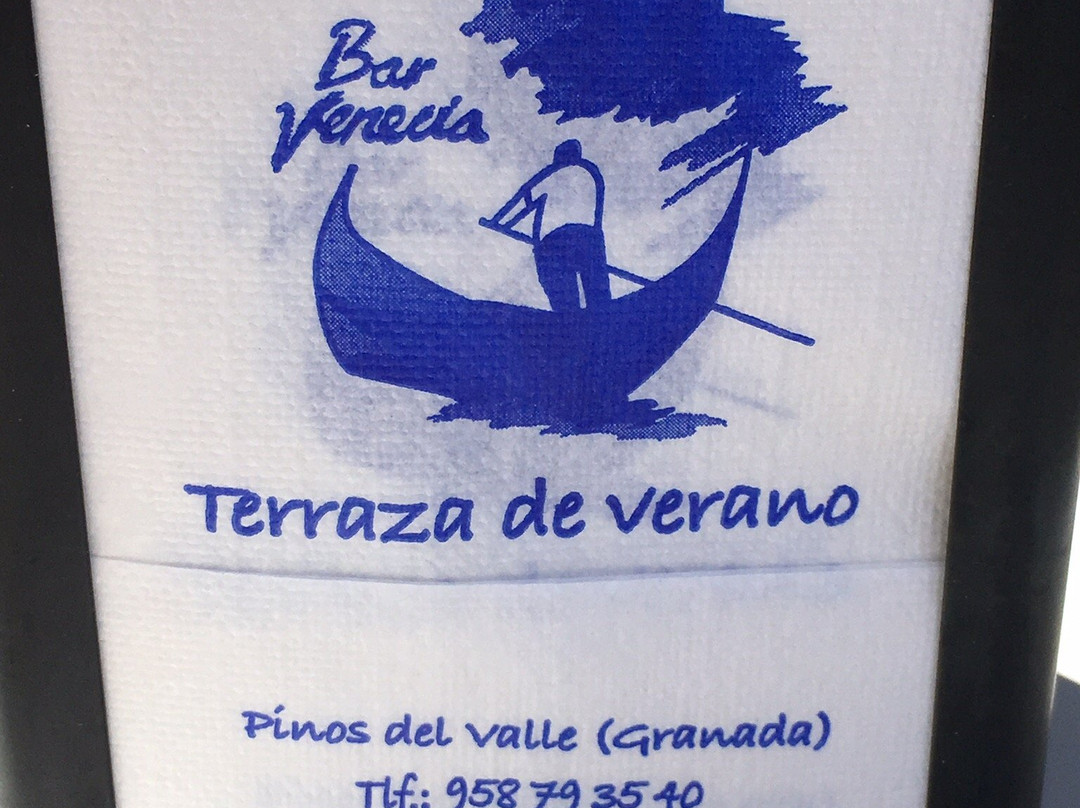 Bar
Venecia
Terraza de verano
Pinos del Valle (Granada)
Tlf.: 958 79 35 40